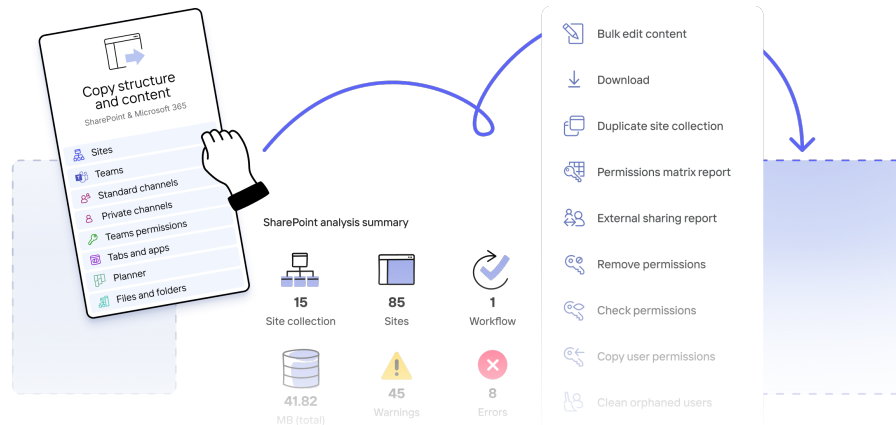 Copy structure
and content
SharePoint & Microsoft 365
Sites
Teams
Standard channels
Private channels
Teams permissions
Tabs and apps
Planner
Files and folders
SharePoint analysis summary
15
Site collection
85
Sites
1
Workflow
41.82
MB (total)
45
Warnings
8
Errors
Bulk edit content
Download
Duplicate site collection
Permissions matrix report
External sharing report
Remove permissions
Check permissions
Copy user permissions
Clean orphaned users